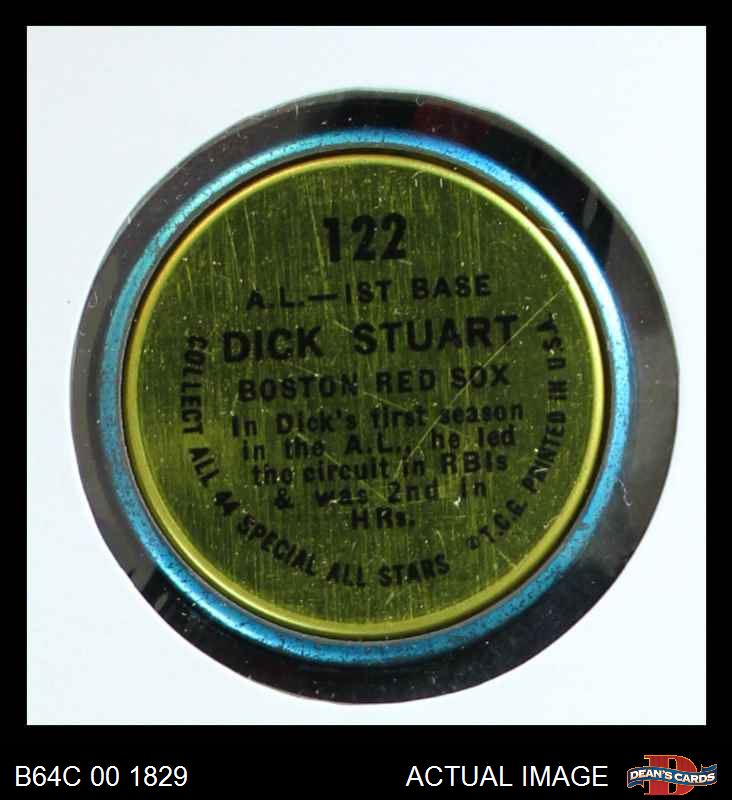 122
A.L.—1ST BASE
DICK STUART
BOSTON RED SOX
In Dick's first season
in the A.L., he led
the circuit in RBIs
& was 2nd in
HRs.
COLLECT ALL 44 SPECIAL ALL STARS
© T.C.G. PRINTED IN USA
B64C 00 1829
ACTUAL IMAGE
D
DEAN'S CARDS